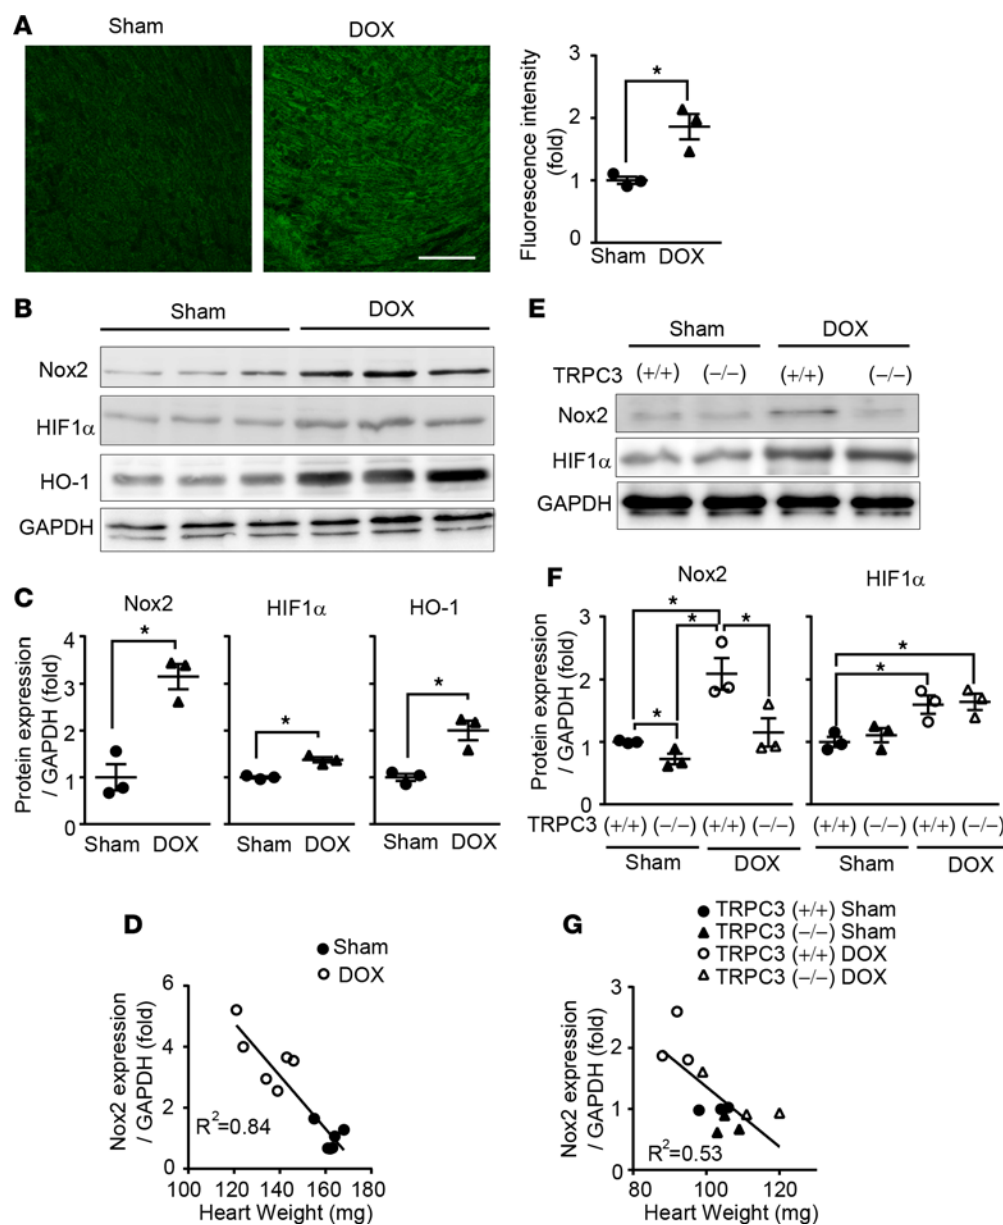 A
Sham
DOX
Fluorescence intensity
(fold)
3
2
1
0
*
Sham DOX
B
Sham
DOX
Nox2
HIF1α
HO-1
GAPDH
E
Sham
DOX
TRPC3 (+/+) (−/−) (+/+) (−/−)
Nox2
HIF1α
GAPDH
C
Nox2
HIF1α
HO-1
Protein expression
/ GAPDH (fold)
4
3
2
1
0
*
*
*
Sham DOX
Sham DOX
Sham DOX
F
Nox2
HIF1α
Protein expression
/ GAPDH (fold)
3
2
1
0
*
*
*
*
3
2
1
0
*
*
TRPC3 (+/+) (−/−) (+/+) (−/−) (+/+) (−/−) (+/+) (−/−)
Sham
DOX
Sham
DOX
D
Sham
DOX
Nox2 expression
/ GAPDH (fold)
6
4
2
0
R²=0.84
100 120 140 160 180
Heart Weight (mg)
G
TRPC3 (+/+) Sham
TRPC3 (−/−) Sham
TRPC3 (+/+) DOX
TRPC3 (−/−) DOX
Nox2 expression
/ GAPDH (fold)
3
2
1
0
R²=0.53
80 100 120
Heart Weight (mg)